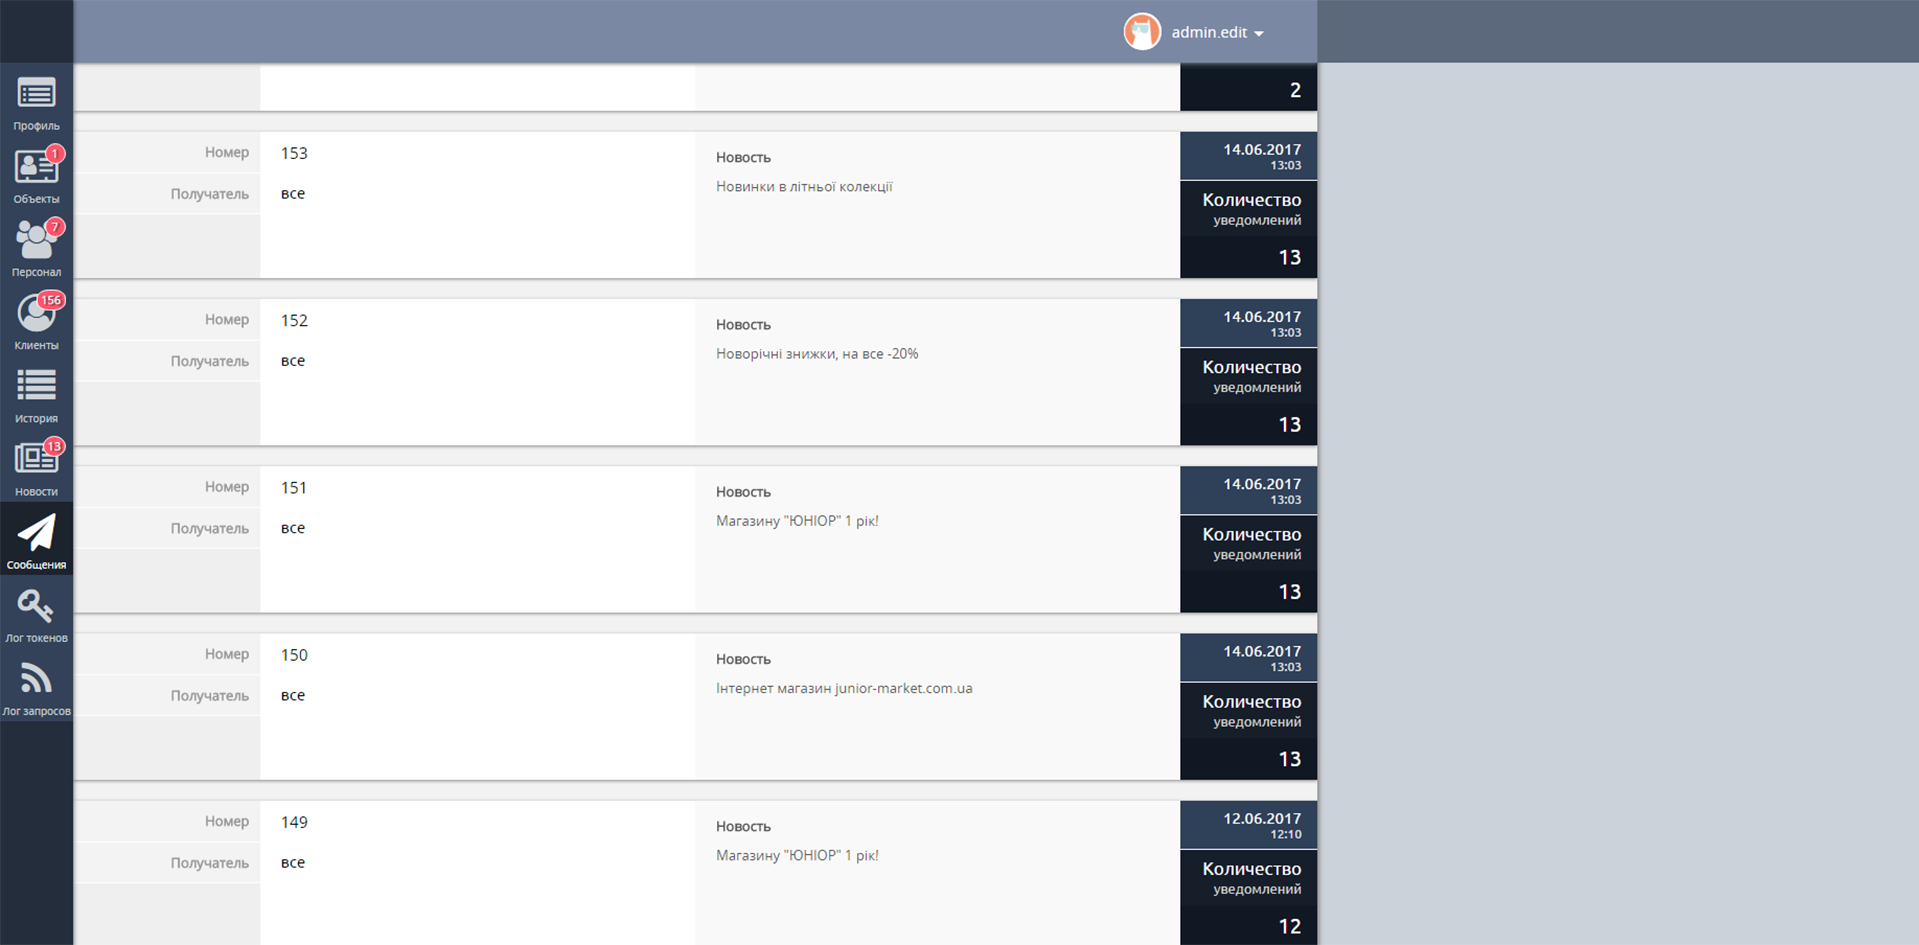 admin.edit
Профиль
1
Объекты
7
Персонал
156
Клиенты
История
13
Новости
Сообщения
Лог токенов
Лог запросов
2
Номер 153
Получатель все
Новость
Новинки в літньої колекції
14.06.2017
13:03
Количество
уведомлений
13
Номер 152
Получатель все
Новость
Новорічні знижки, на все -20%
14.06.2017
13:03
Количество
уведомлений
13
Номер 151
Получатель все
Новость
Магазину "ЮНІОР" 1 рік!
14.06.2017
13:03
Количество
уведомлений
13
Номер 150
Получатель все
Новость
Інтернет магазин junior-market.com.ua
14.06.2017
13:03
Количество
уведомлений
13
Номер 149
Получатель все
Новость
Магазину "ЮНІОР" 1 рік!
12.06.2017
12:10
Количество
уведомлений
12